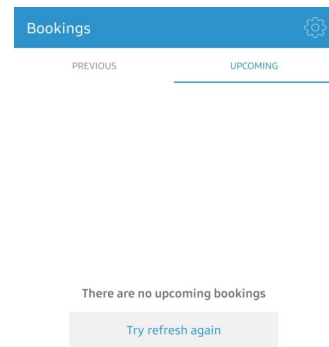 Bookings
PREVIOUS UPCOMING
There are no upcoming bookings
Try refresh again